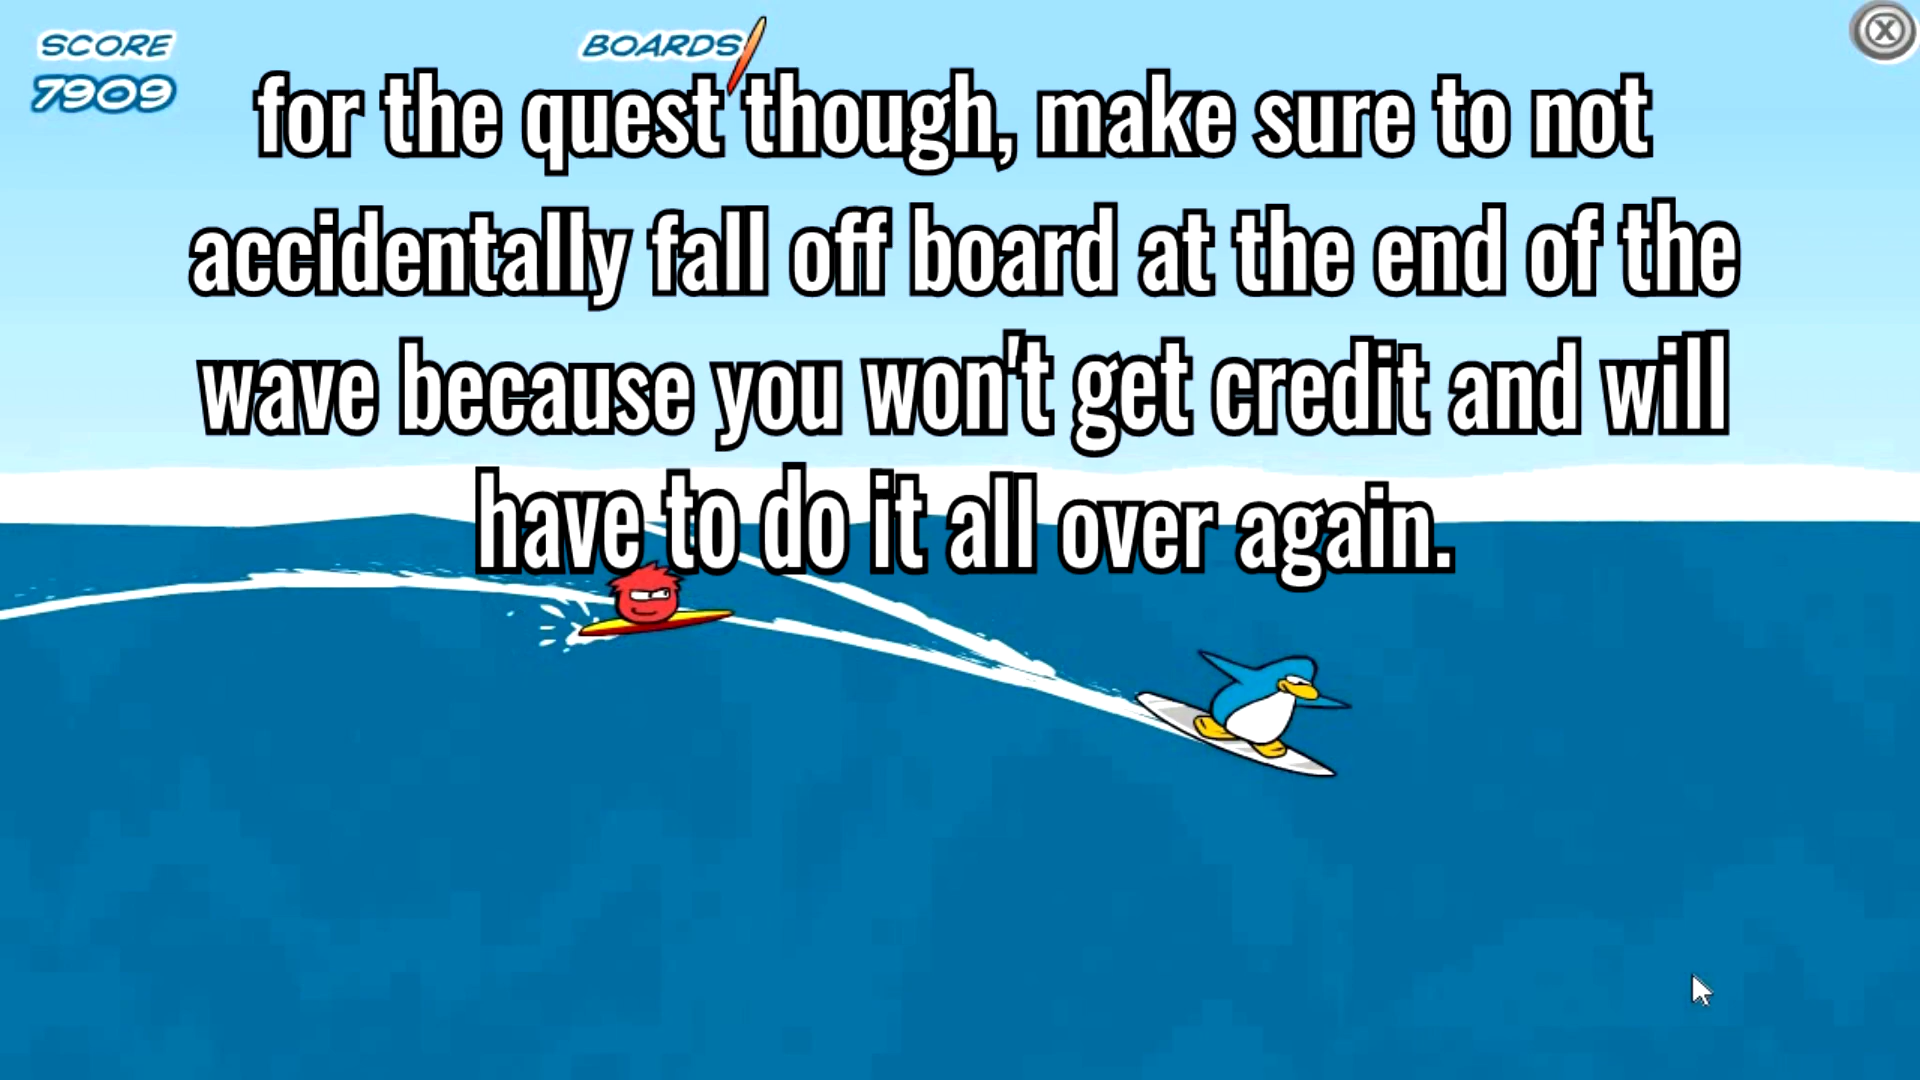 SCORE
BOARDS
7909
for the quest though, make sure to not
accidentally fall off board at the end of the
wave because you won't get credit and will
have to do it all over again.
X